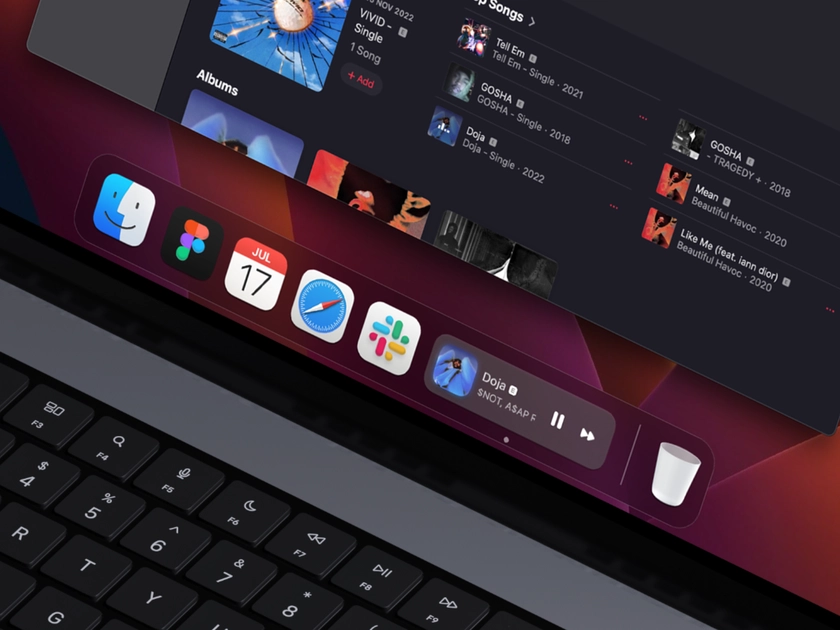 NOV 2022
VIVID -
Single
1 Song
+ Add
Songs >
Tell Em E
Tell Em - Single · 2021
GOSHA E
GOSHA - Single · 2018
Doja E
Doja - Single · 2022
GOSHA E
- TRAGEDY + · 2018
Mean E
Beautiful Havoc · 2020
Like Me (feat. iann dior) E
Beautiful Havoc · 2020
Albums
JUL
17
Doja E
$NOT, A$AP
F3
F4
F5
F6
F7
F8
F9
$
4
%
5
^
6
&
7
*
8
R
T
Y
G